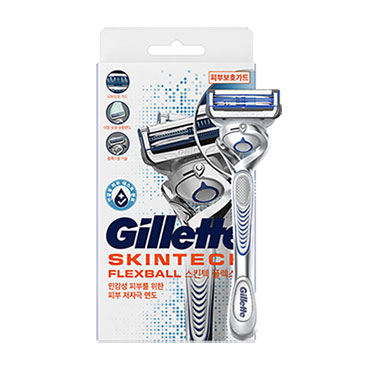 피부보호가드
Gillette
SKINTECH
FLEXBALL 스킨텍 플렉스
민감성 피부를 위한
피부 저자극 면도
Gillette